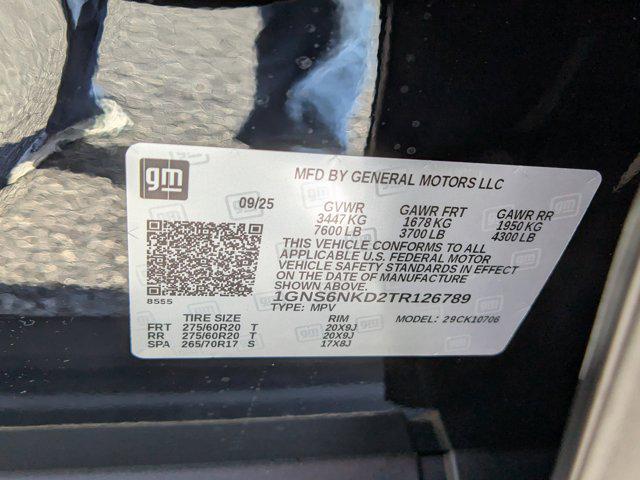 gm
MFD BY GENERAL MOTORS LLC
09/25
GVWR GAWR FRT GAWR RR
3447 KG 1678 KG 1950 KG
7600 LB 3700 LB 4300 LB
THIS VEHICLE CONFORMS TO ALL
APPLICABLE U.S. FEDERAL MOTOR
VEHICLE SAFETY STANDARDS IN EFFECT
ON THE DATE OF MANUFACTURE
SHOWN ABOVE.
8555
1GNS6NKD2TR126789
TYPE: MPV MODEL: 29CK10706
TIRE SIZE RIM
FRT 275/60R20 T 20X9J
RR 275/60R20 T 20X9J
SPA 265/70R17 S 17X8J